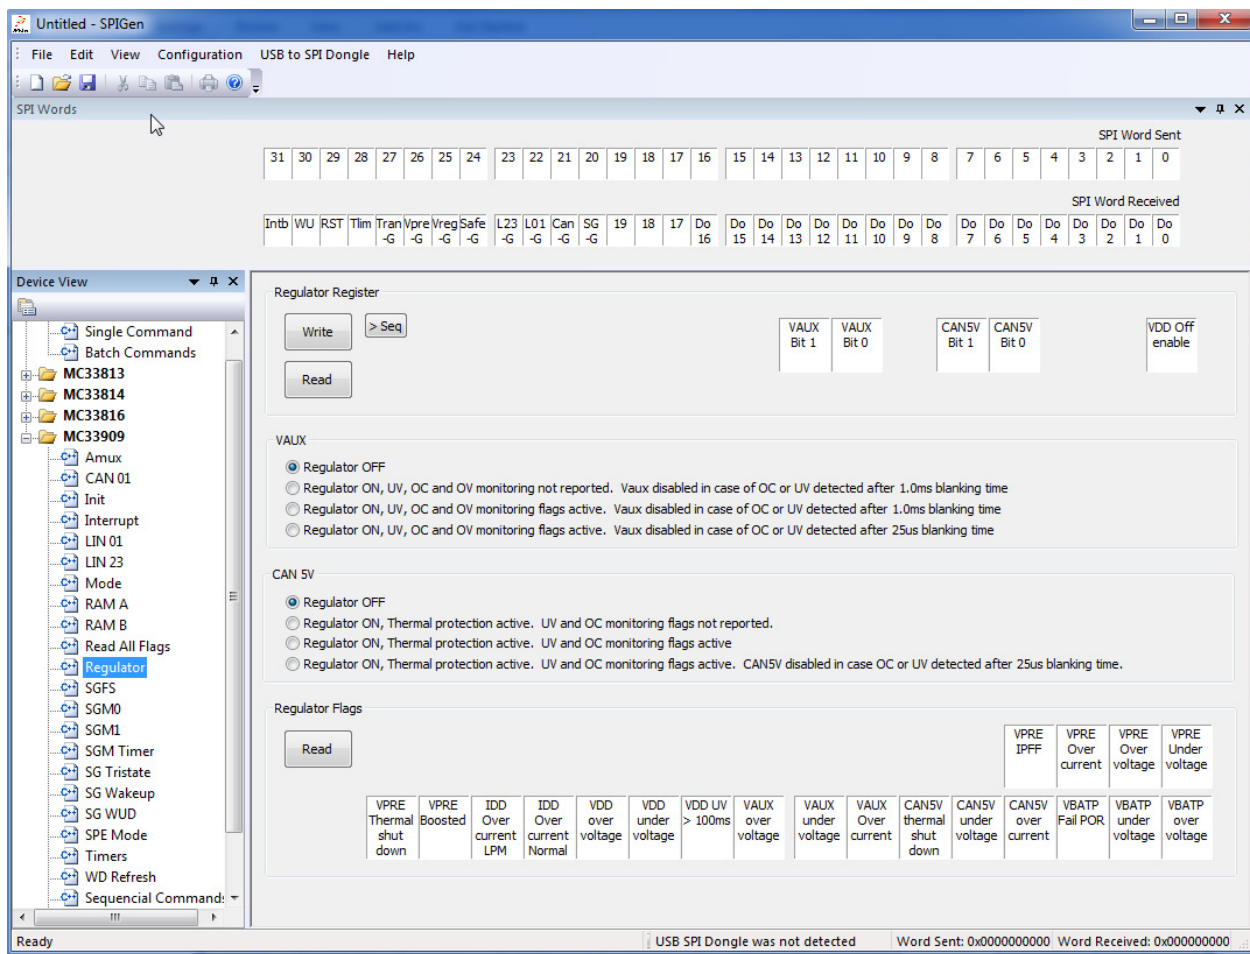 Untitled - SPIGen
File Edit View Configuration USB to SPI Dongle Help
SPI Words
SPI Word Sent
31 30 29 28 27 26 25 24 23 22 21 20 19 18 17 16 15 14 13 12 11 10 9 8 7 6 5 4 3 2 1 0
SPI Word Received
Intb WU RST Tlim Tran Vpre Vreg Safe L23 L01 Can SG 19 18 17 Do Do Do Do Do Do Do Do Do Do Do Do Do Do Do Do Do
-G -G -G -G -G -G -G -G 16 15 14 13 12 11 10 9 8 7 6 5 4 3 2 1 0
Device View
Single Command
Batch Commands
MC33813
MC33814
MC33816
MC33909
Amux
CAN 01
Init
Interrupt
LIN 01
LIN 23
Mode
RAM A
RAM B
Read All Flags
Regulator
SGFS
SGM0
SGM1
SGM Timer
SG Tristate
SG Wakeup
SG WUD
SPE Mode
Timers
WD Refresh
Sequencial Command
Regulator Register
Write > Seq
Read
VAUX VAUX CAN5V CAN5V VDD Off
Bit 1 Bit 0 Bit 1 Bit 0 enable
VAUX
Regulator OFF
Regulator ON, UV, OC and OV monitoring not reported. Vaux disabled in case of OC or UV detected after 1.0ms blanking time
Regulator ON, UV, OC and OV monitoring flags active. Vaux disabled in case of OC or UV detected after 1.0ms blanking time
Regulator ON, UV, OC and OV monitoring flags active. Vaux disabled in case of OC or UV detected after 25us blanking time
CAN 5V
Regulator OFF
Regulator ON, Thermal protection active. UV and OC monitoring flags not reported.
Regulator ON, Thermal protection active. UV and OC monitoring flags active
Regulator ON, Thermal protection active. UV and OC monitoring flags active. CAN5V disabled in case OC or UV detected after 25us blanking time.
Regulator Flags
Read
VPRE VPRE VPRE VPRE
IPFF Over Over Under
current voltage voltage
VPRE VPRE IDD IDD VDD VDD VDD UV VAUX VAUX VAUX CAN5V CAN5V CAN5V VBATP VBATP VBATP
Thermal Boosted Over Over over under > 100ms over under Over thermal under over Fail POR under over
shut current current voltage voltage voltage voltage current shut voltage current voltage voltage
down LPM Normal down
Ready USB SPI Dongle was not detected Word Sent: 0x0000000000 Word Received: 0x000000000